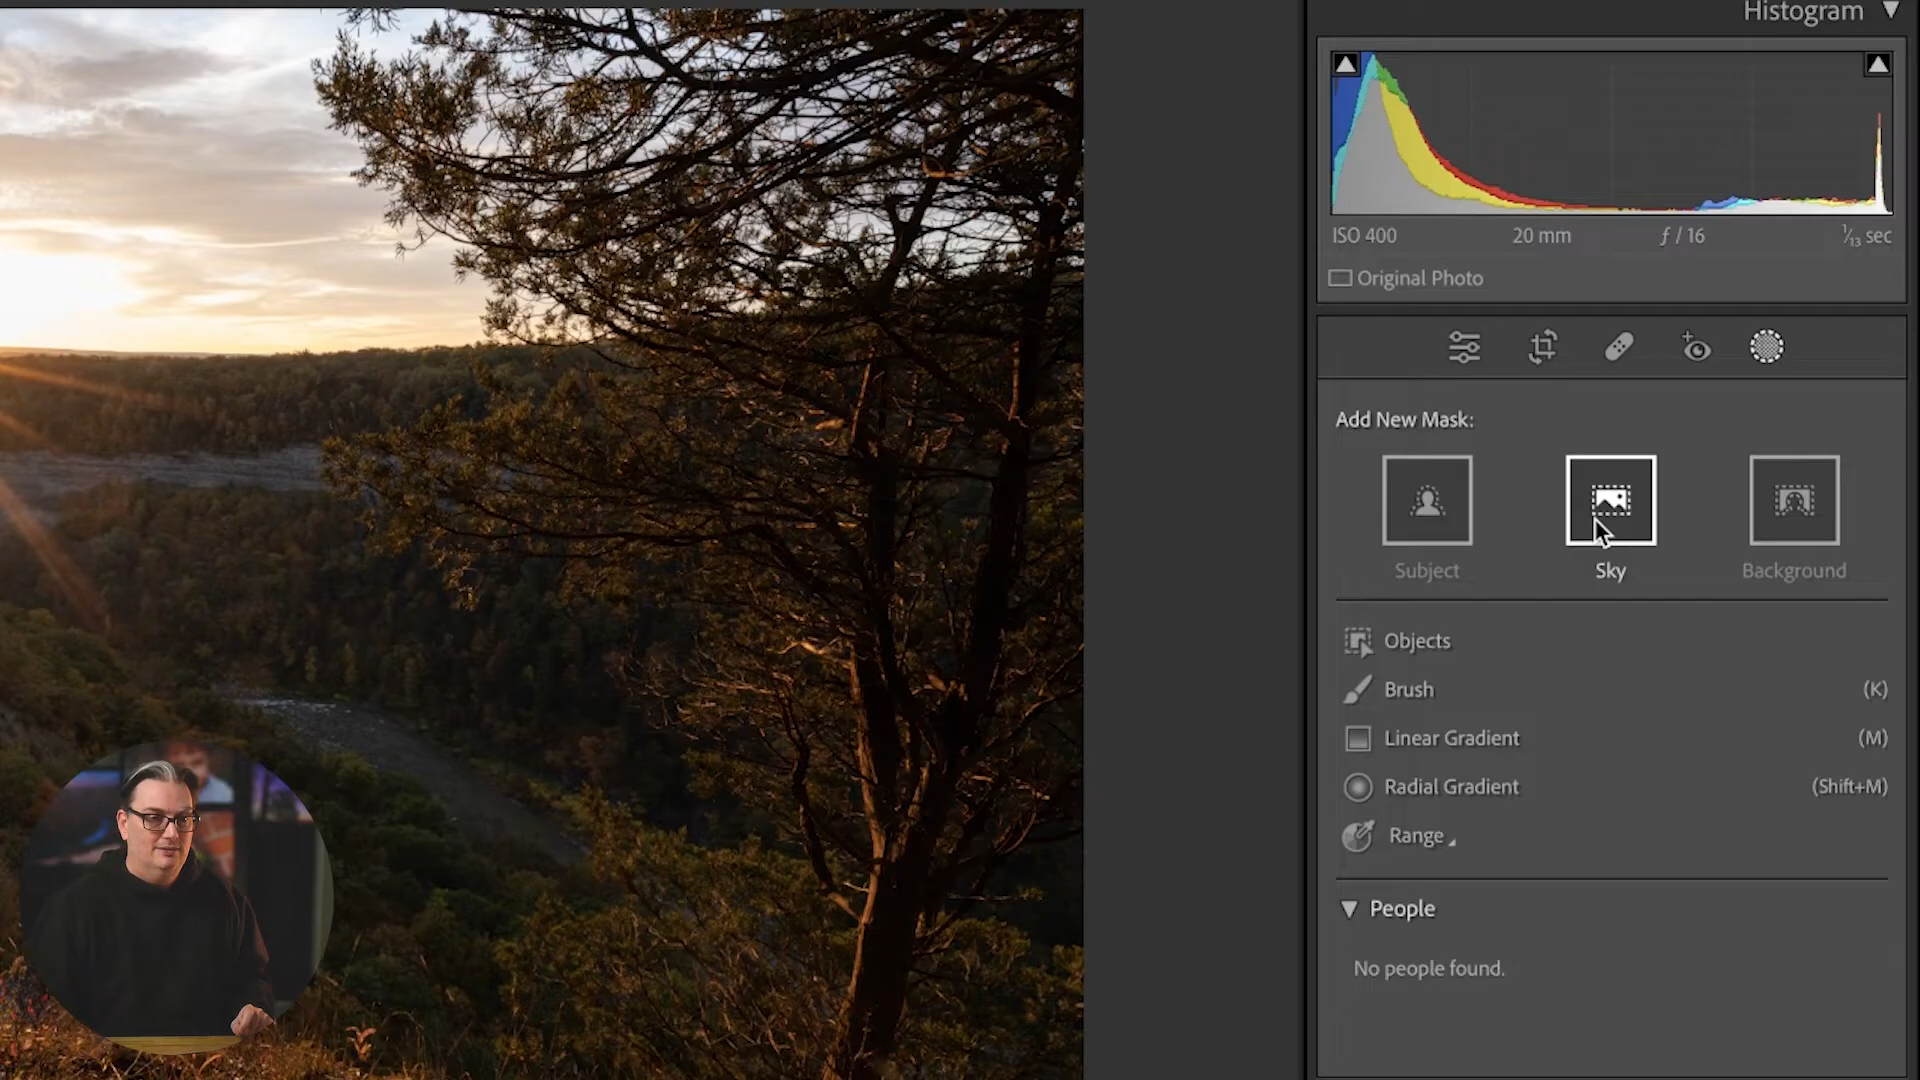 Histogram
ISO 400 20 mm ƒ / 16 1/13 sec
Original Photo
Add New Mask:
Subject Sky Background
Objects
Brush (K)
Linear Gradient (M)
Radial Gradient (Shift+M)
Range
People
No people found.